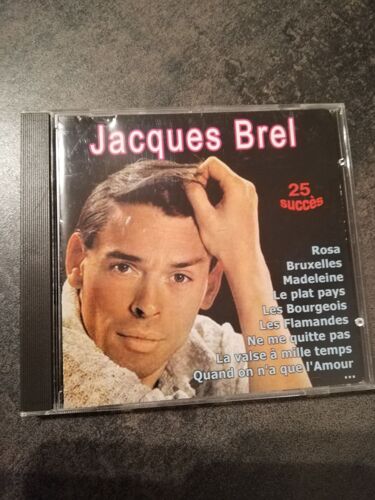 Jacques Brel
25
succès
Rosa
Bruxelles
Madeleine
Le plat pays
Les Bourgeois
Les Flamandes
Ne me quitte pas
La valse à mille temps
Quand on n'a que l'Amour
...